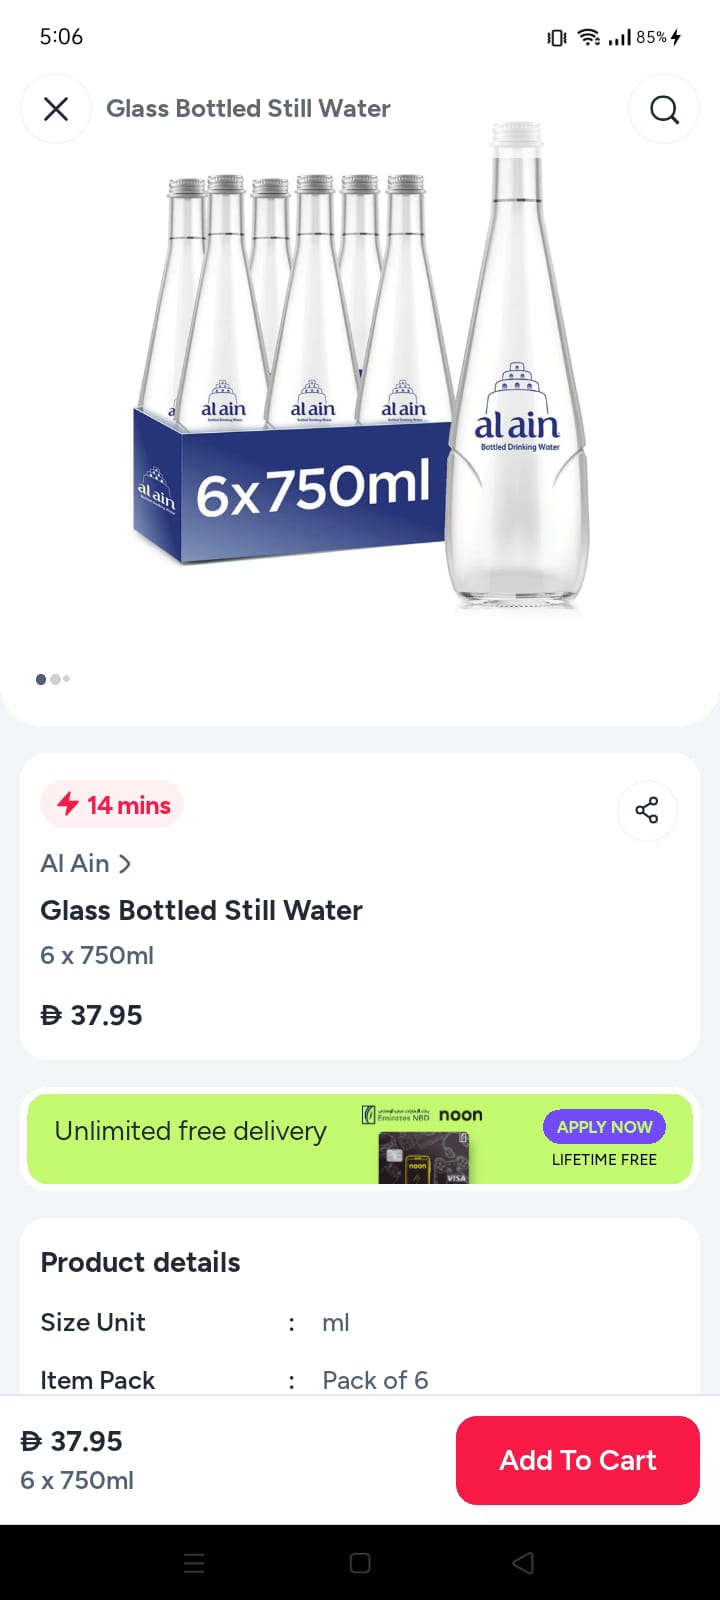 5:06
85%
Glass Bottled Still Water
al ain
al ain
al ain
al ain
Bottled Drinking Water
al ain
6x750ml
14 mins
Al Ain
Glass Bottled Still Water
6 x 750ml
37.95
Unlimited free delivery
Emirates NBD
noon
APPLY NOW
LIFETIME FREE
noon
VISA
Product details
Size Unit : ml
Item Pack : Pack of 6
37.95
6 x 750ml
Add To Cart